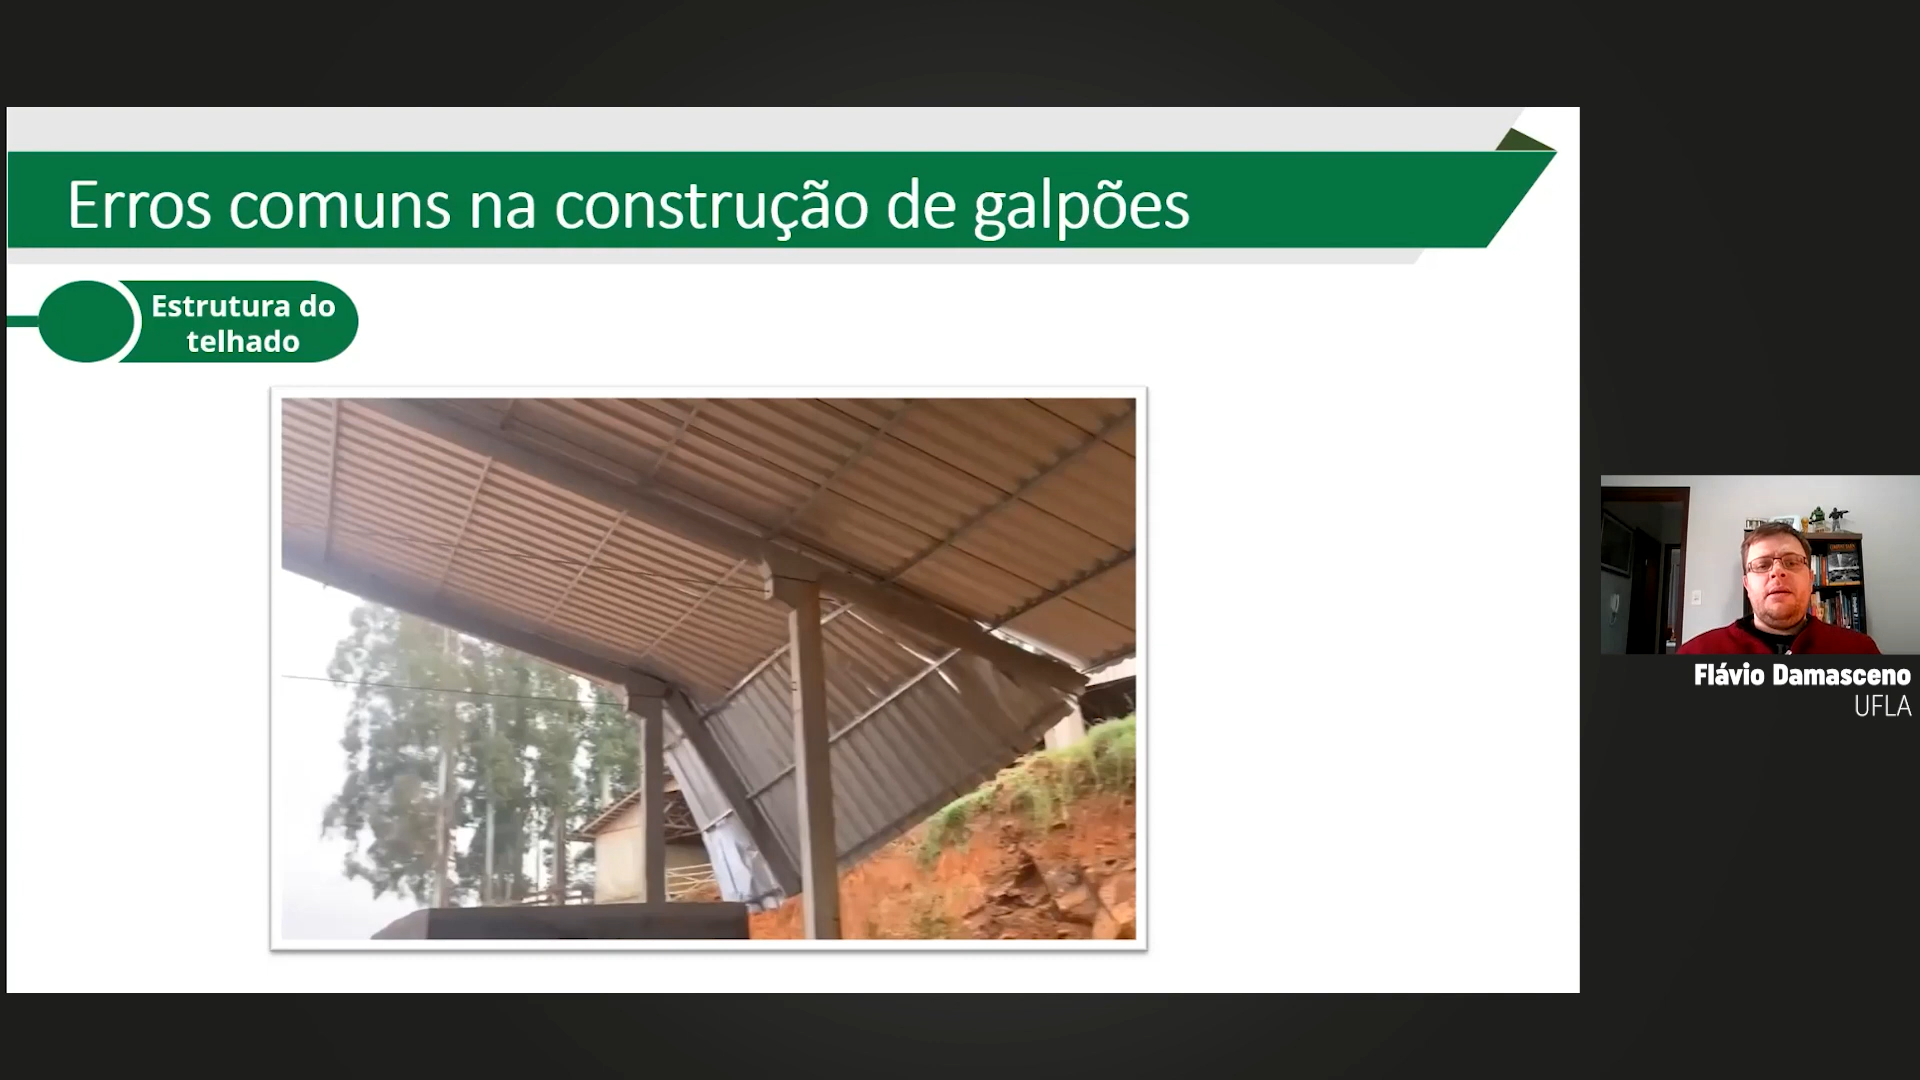 Erros comuns na construção de galpões
Estrutura do
telhado
Flávio Damasceno
UFLA